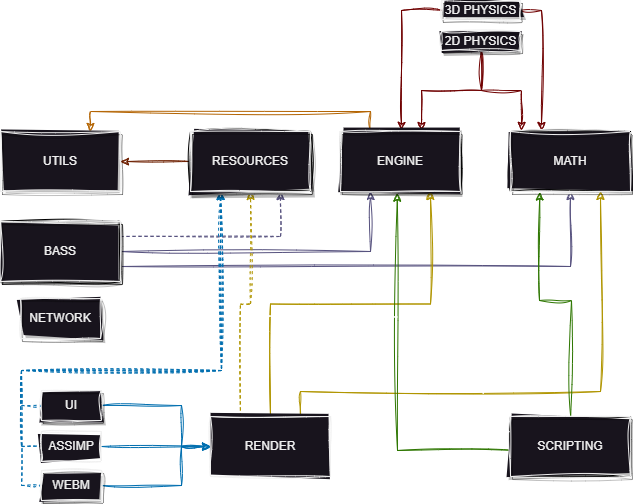 3D PHYSICS
2D PHYSICS
UTILS
RESOURCES
ENGINE
MATH
BASS
NETWORK
UI
ASSIMP
WEBM
RENDER
SCRIPTING